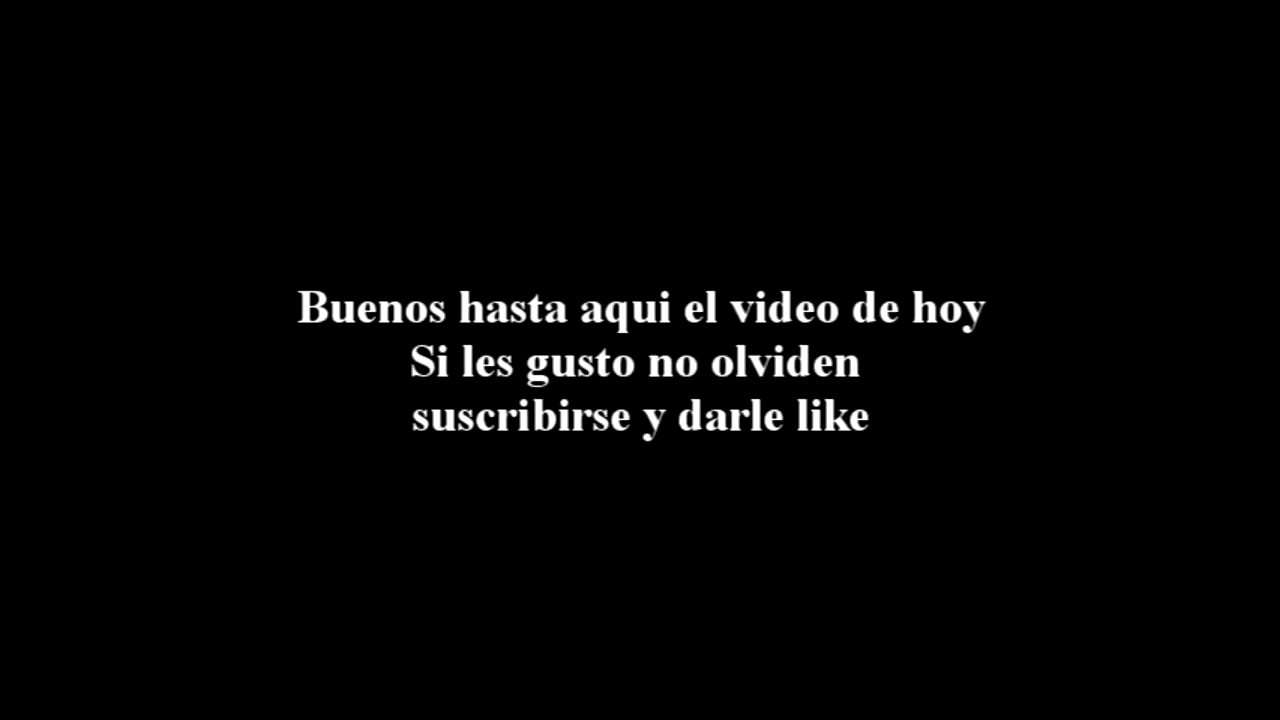 Buenos hasta aqui el video de hoy
Si les gusto no olviden
suscribirse y darle like